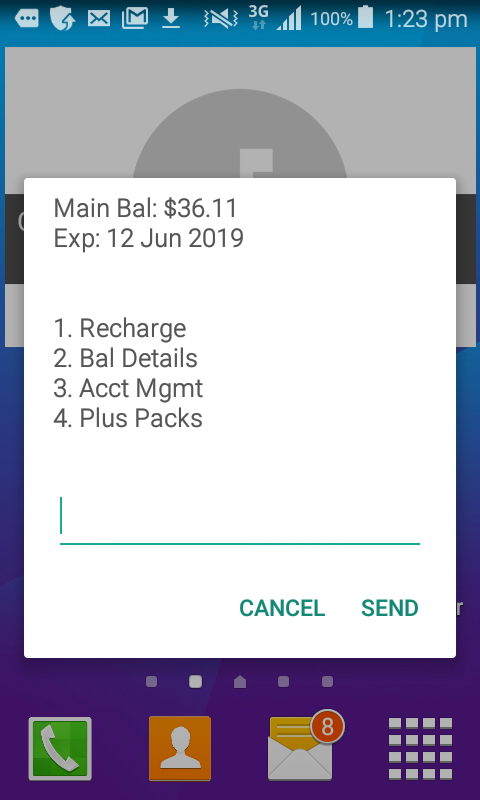 3G 100% 1:23 pm
Main Bal: $36.11
Exp: 12 Jun 2019
1. Recharge
2. Bal Details
3. Acct Mgmt
4. Plus Packs
CANCEL SEND
8